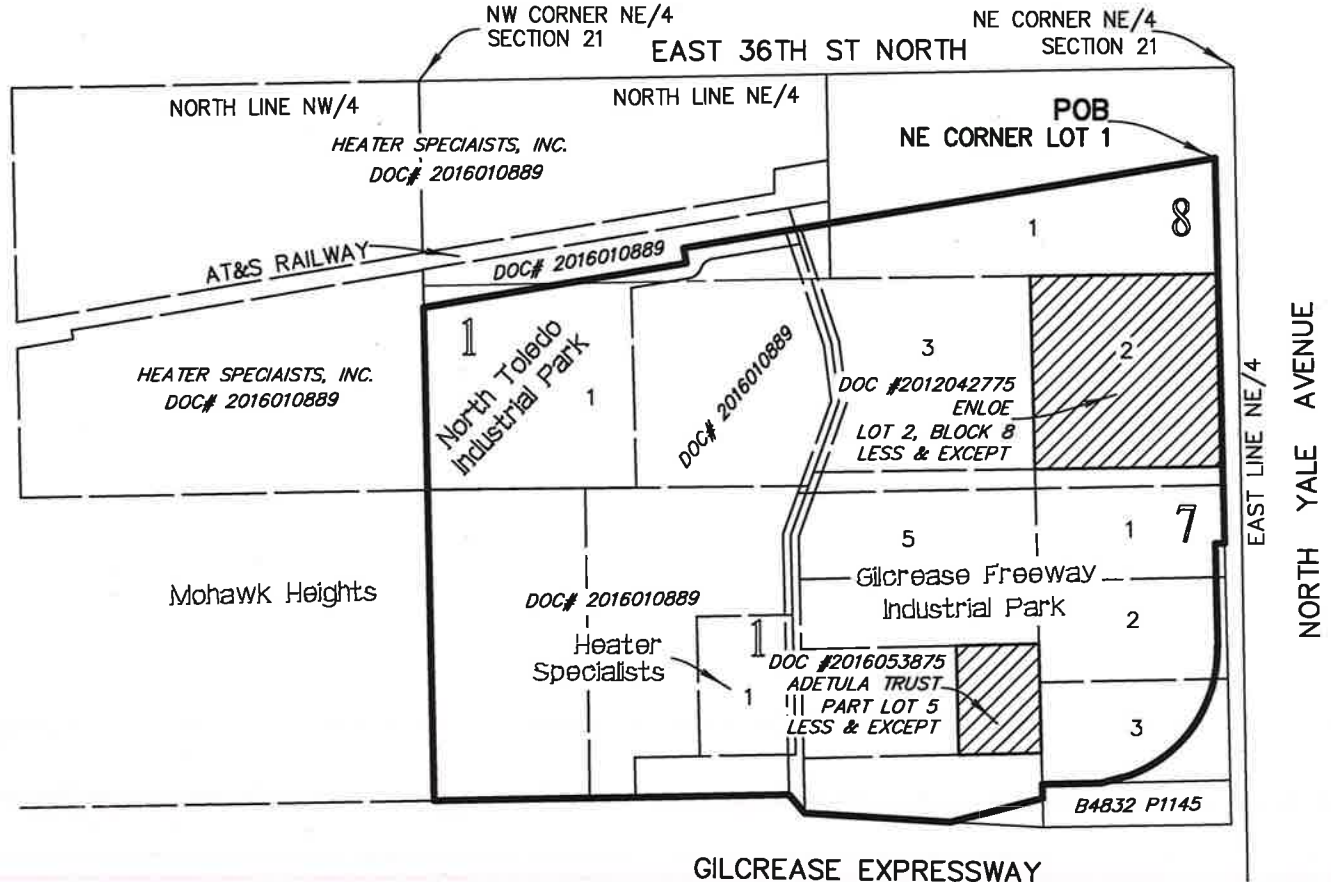 NW CORNER NE/4
SECTION 21
NE CORNER NE/4
SECTION 21
EAST 36TH ST NORTH
NORTH LINE NW/4
NORTH LINE NE/4
POB
NE CORNER LOT 1
HEATER SPECIAISTS, INC.
DOC# 2016010889
AT&S RAILWAY
DOC# 2016010889
1
8
1
North Toledo
Industrial Park
1
DOC# 2016010889
HEATER SPECIAISTS, INC.
DOC# 2016010889
3
2
DOC #2012042775
ENLOE
LOT 2, BLOCK 8
LESS & EXCEPT
EAST LINE NE/4
NORTH YALE AVENUE
5
1
7
Mohawk Heights
DOC# 2016010889
Gilcrease Freeway
Industrial Park
2
Heater
Specialists
1
1
DOC #2016053875
ADETULA TRUST
PART LOT 5
LESS & EXCEPT
3
B4832 P1145
GILCREASE EXPRESSWAY